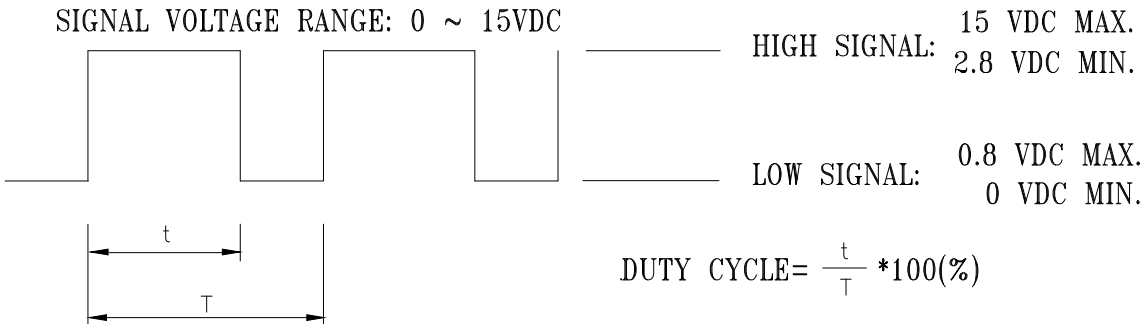 SIGNAL VOLTAGE RANGE: 0 ~ 15VDC
HIGH SIGNAL: 15 VDC MAX.
2.8 VDC MIN.
LOW SIGNAL: 0.8 VDC MAX.
0 VDC MIN.
t
T
DUTY CYCLE= t/T *100(%)